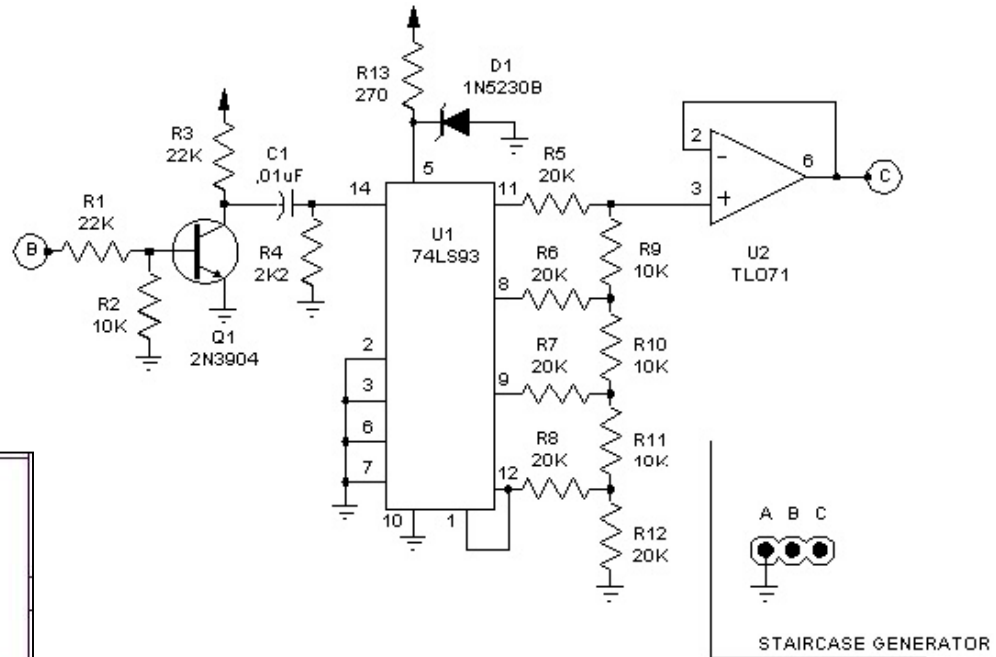 R13
270
D1
1N5230B
R3
22K
C1
.01uF
R5
20K
2
-
6
C
3
+
5
14
11
R1
22K
U1
74LS93
R4
2K2
R6
20K
R9
10K
U2
TL071
B
R2
10K
8
Q1
2N3904
2
R7
20K
R10
10K
3
9
6
R8
20K
R11
10K
7
12
10
1
R12
20K
A B C
STAIRCASE GENERATOR